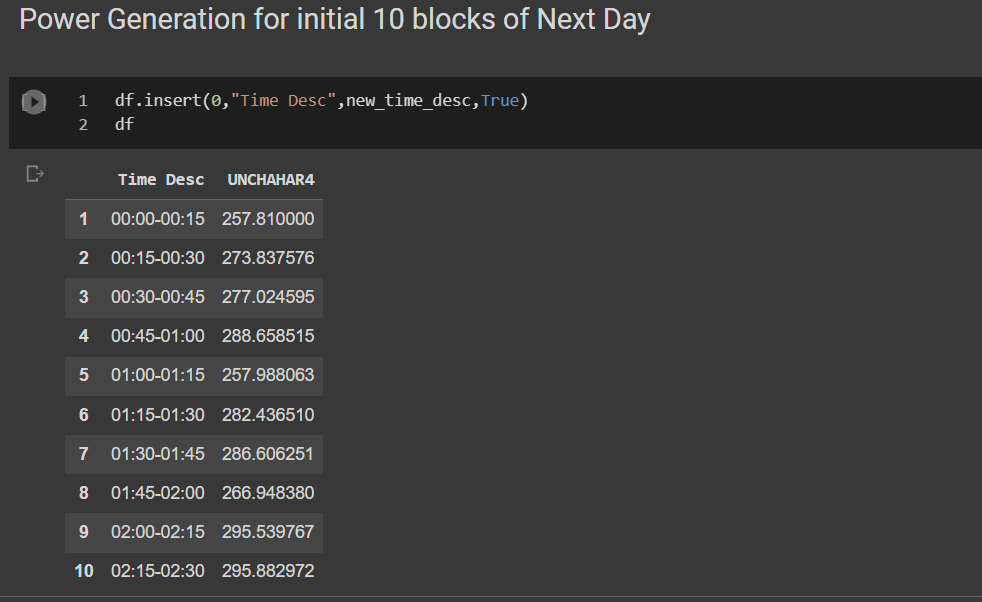 Power Generation for initial 10 blocks of Next Day
1 df.insert(0,"Time Desc",new_time_desc,True)
2 df
Time Desc UNCHAHAR4
1 00:00-00:15 257.810000
2 00:15-00:30 273.837576
3 00:30-00:45 277.024595
4 00:45-01:00 288.658515
5 01:00-01:15 257.988063
6 01:15-01:30 282.436510
7 01:30-01:45 286.606251
8 01:45-02:00 266.948380
9 02:00-02:15 295.539767
10 02:15-02:30 295.882972